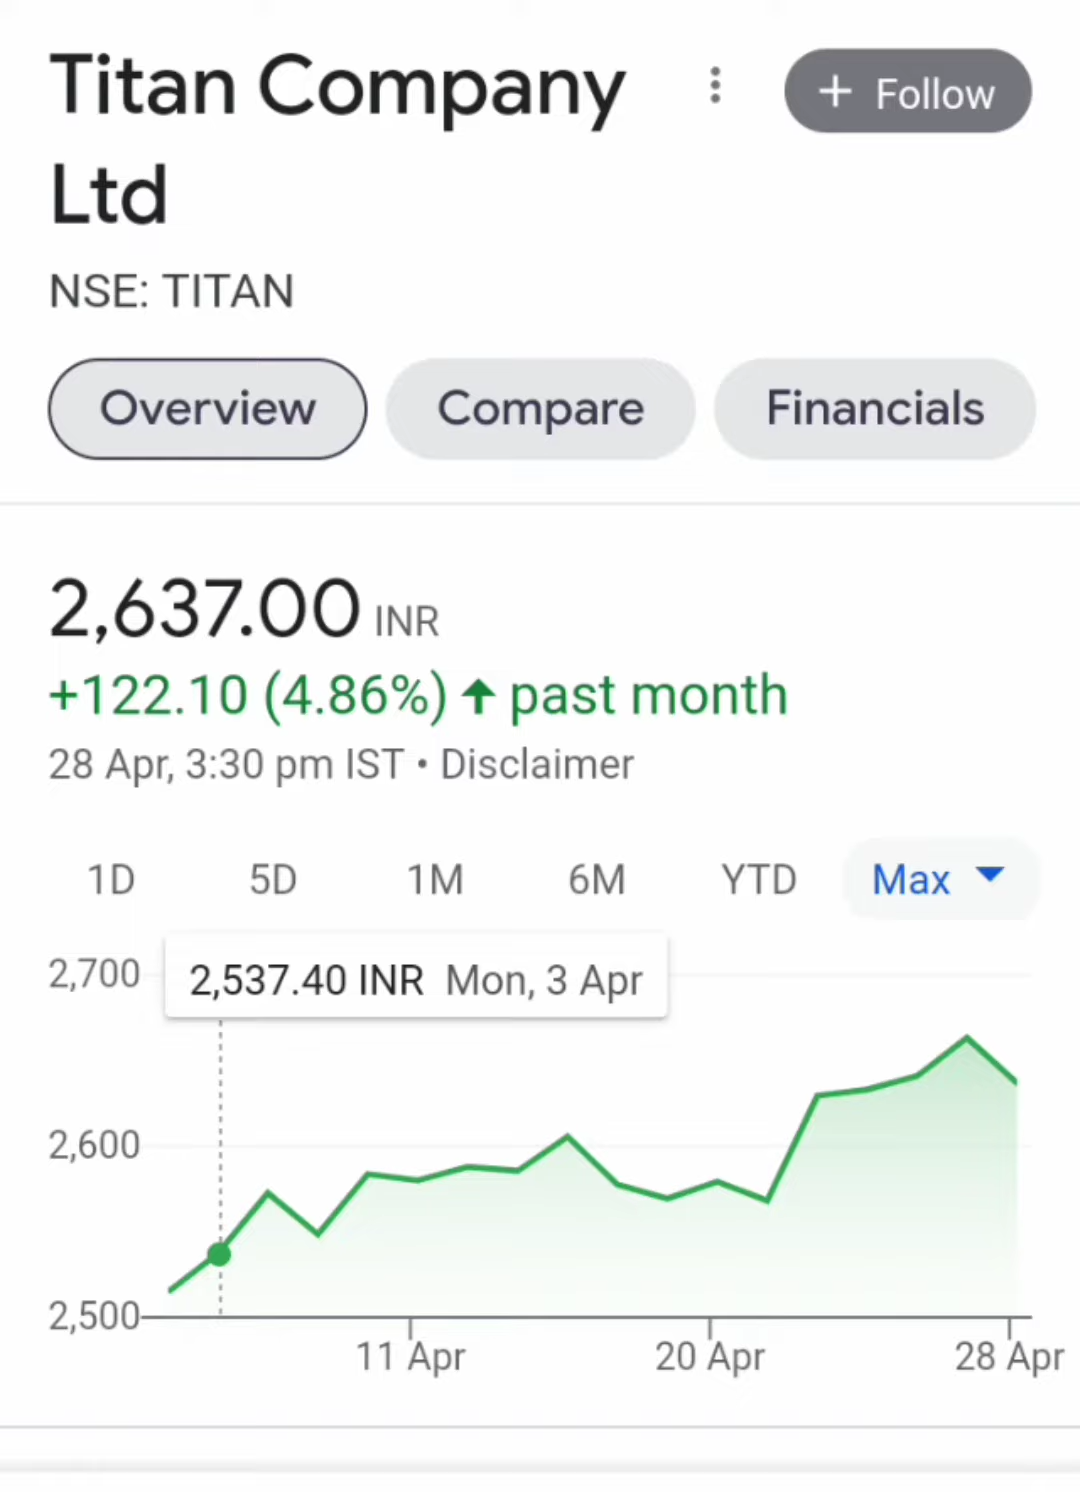 Titan Company
Ltd
+ Follow
NSE: TITAN
Overview
Compare
Financials
2,637.00 INR
+122.10 (4.86%) ↑ past month
28 Apr, 3:30 pm IST • Disclaimer
1D 5D 1M 6M YTD Max
2,537.40 INR Mon, 3 Apr
2,700
2,600
2,500
11 Apr 20 Apr 28 Apr